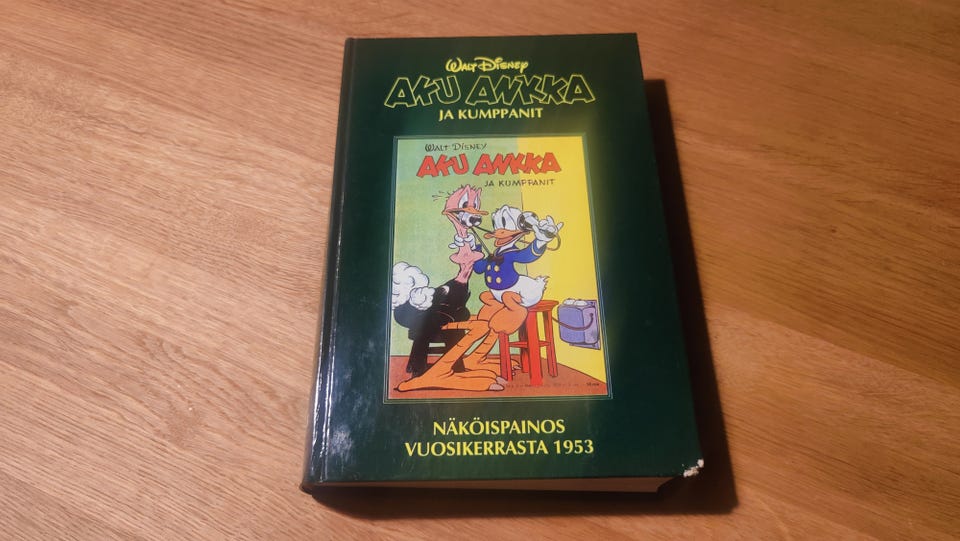 WALT DISNEY
AKU ANKKA
JA KUMPPANIT
WALT DISNEY
AKU ANKKA
JA KUMPPANIT
NÄKÖISPAINOS
VUOSIKERRASTA 1953